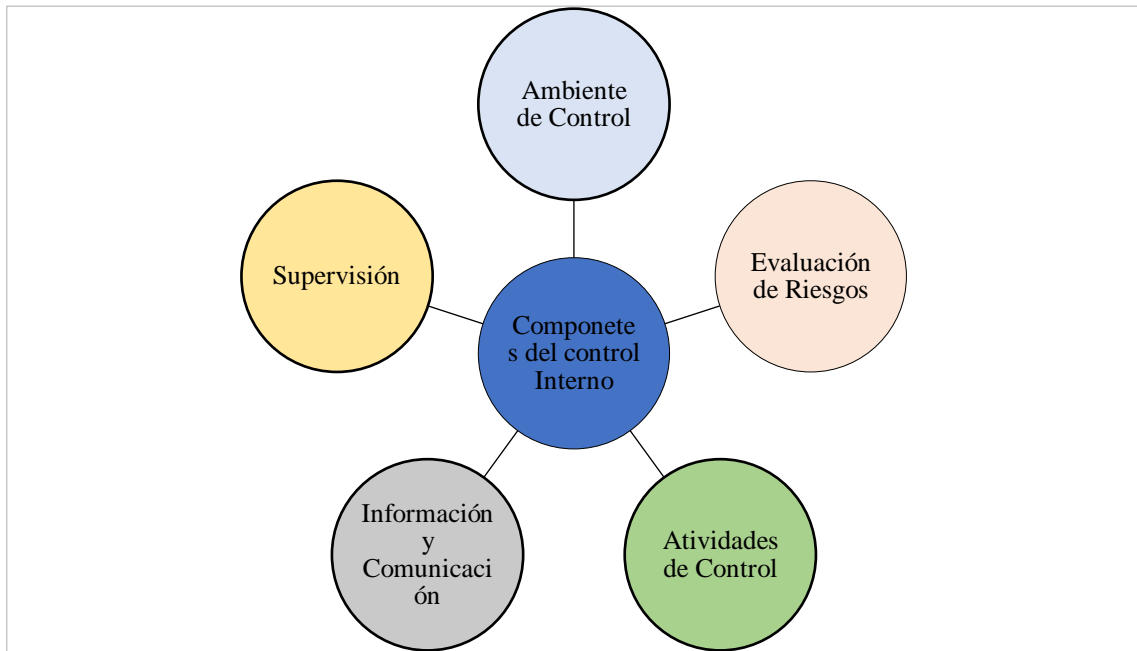 Ambiente
de Control
Evaluación
de Riesgos
Atividades
de Control
Información
y
Comunicaci
ón
Supervisión
Componete
s del control
Interno